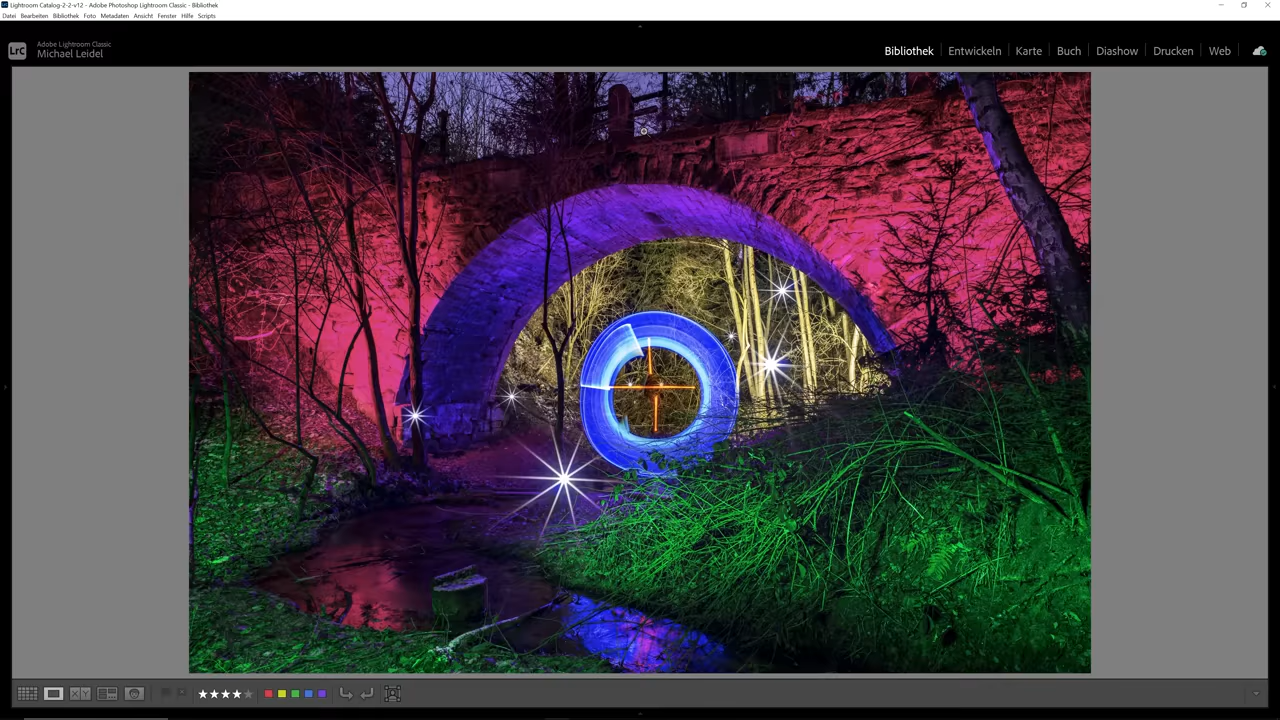 Lightroom Catalog-2-2-v12 - Adobe Photoshop Lightroom Classic - Bibliothek
Datei Bearbeiten Bibliothek Foto Metadaten Ansicht Fenster Hilfe Scripts
LrC
Adobe Lightroom Classic
Michael Leidel
Bibliothek Entwickeln Karte Buch Diashow Drucken Web
X Y